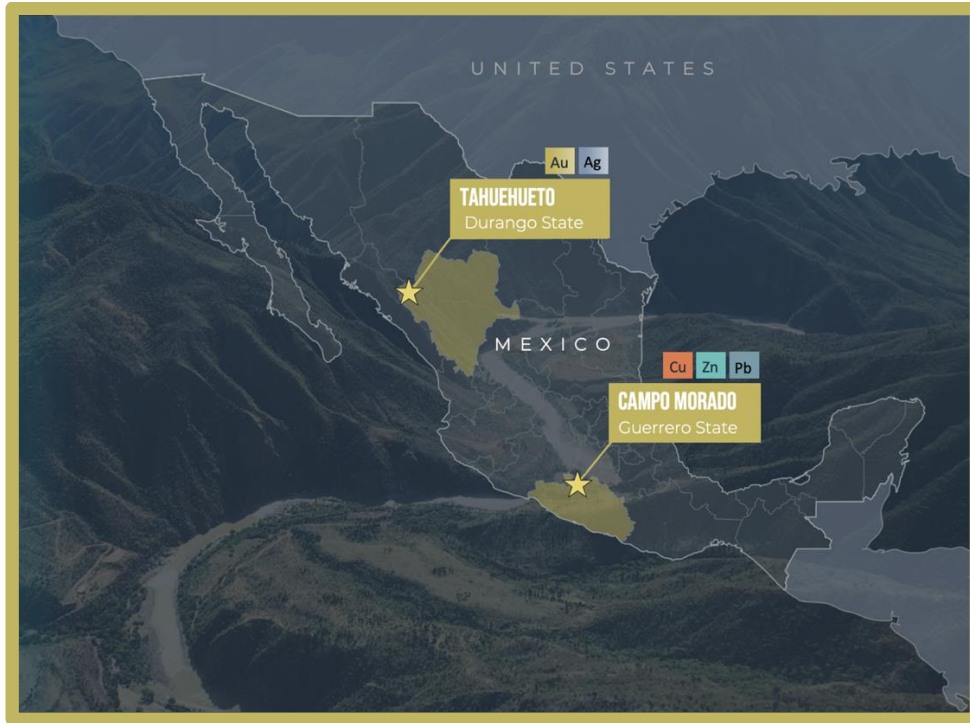 UNITED STATES
Au Ag
TAHUEHUETO
Durango State
MEXICO
Cu Zn Pb
CAMPO MORADO
Guerrero State